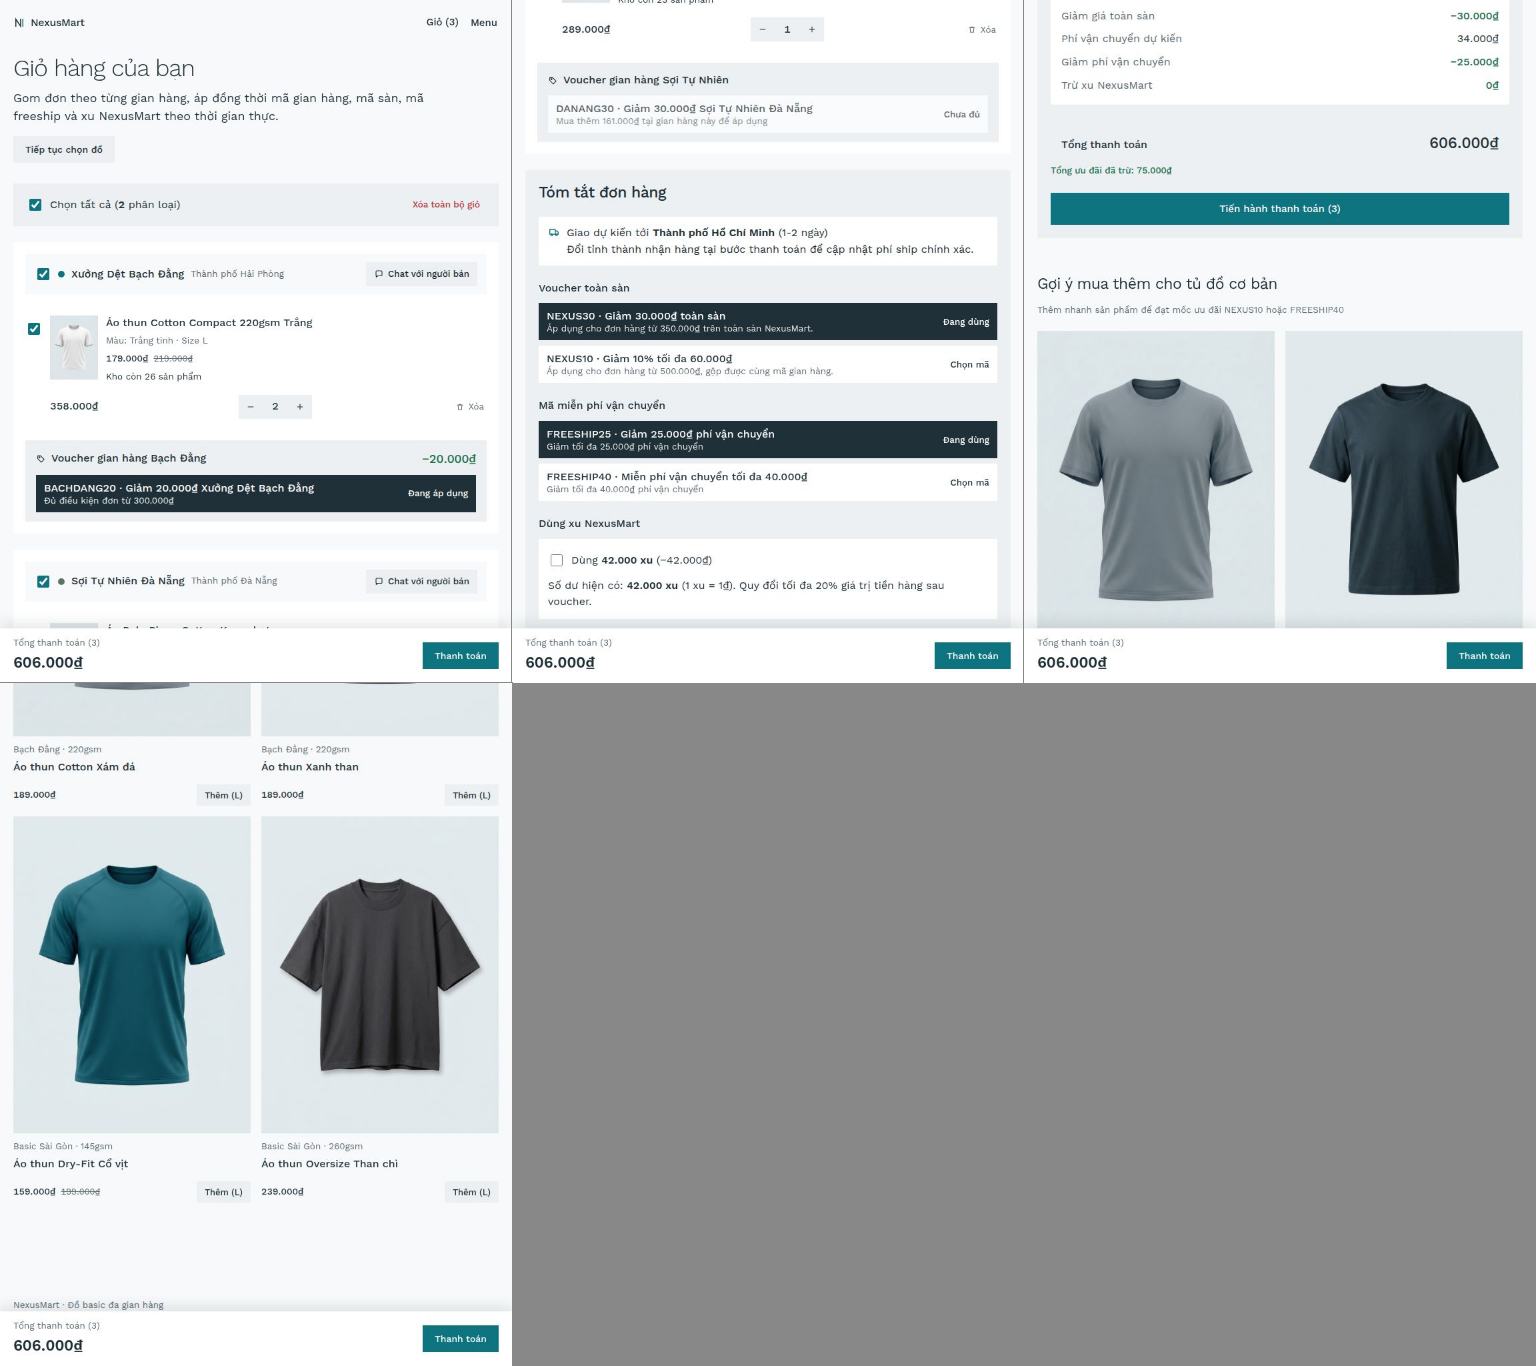 NexusMart
Giỏ (3) Menu
Giỏ hàng của bạn
Gom đơn theo từng gian hàng, áp đồng thời mã gian hàng, mã sàn, mã
freeship và xu NexusMart theo thời gian thực.
Tiếp tục chọn đồ
Chọn tất cả (2 phân loại)
Xóa toàn bộ giỏ
Xưởng Dệt Bạch Đằng Thành phố Hải Phòng
Chat với người bán
Áo thun Cotton Compact 220gsm Trắng
Màu: Trắng tinh · Size L
179.000₫ 219.000₫
Kho còn 26 sản phẩm
358.000₫
− 2 +
Xóa
Voucher gian hàng Bạch Đằng
−20.000₫
BACHDANG20 · Giảm 20.000₫ Xưởng Dệt Bạch Đằng
Đủ điều kiện đơn từ 300.000₫
Đang áp dụng
Sợi Tự Nhiên Đà Nẵng Thành phố Đà Nẵng
Chat với người bán
Tổng thanh toán (3)
606.000₫
Thanh toán
289.000₫
− 1 +
Xóa
Voucher gian hàng Sợi Tự Nhiên
DANANG30 · Giảm 30.000₫ Sợi Tự Nhiên Đà Nẵng
Mua thêm 161.000₫ tại gian hàng này để áp dụng
Chưa đủ
Tóm tắt đơn hàng
Giao dự kiến tới Thành phố Hồ Chí Minh (1-2 ngày)
Đổi tỉnh thành nhận hàng tại bước thanh toán để cập nhật phí ship chính xác.
Voucher toàn sàn
NEXUS30 · Giảm 30.000₫ toàn sàn
Áp dụng cho đơn hàng từ 350.000₫ trên toàn sàn NexusMart.
Đang dùng
NEXUS10 · Giảm 10% tối đa 60.000₫
Áp dụng cho đơn hàng từ 500.000₫, gộp được cùng mã gian hàng.
Chọn mã
Mã miễn phí vận chuyển
FREESHIP25 · Giảm 25.000₫ phí vận chuyển
Giảm tối đa 25.000₫ phí vận chuyển
Đang dùng
FREESHIP40 · Miễn phí vận chuyển tối đa 40.000₫
Giảm tối đa 40.000₫ phí vận chuyển
Chọn mã
Dùng xu NexusMart
Dùng 42.000 xu (−42.000₫)
Số dư hiện có: 42.000 xu (1 xu = 1₫). Quy đổi tối đa 20% giá trị tiền hàng sau
voucher.
Tổng thanh toán (3)
606.000₫
Thanh toán
Giảm giá toàn sàn
−30.000₫
Phí vận chuyển dự kiến
34.000₫
Giảm phí vận chuyển
−25.000₫
Trừ xu NexusMart
0₫
Tổng thanh toán
606.000₫
Tổng ưu đãi đã trừ: 75.000₫
Tiến hành thanh toán (3)
Gợi ý mua thêm cho tủ đồ cơ bản
Thêm nhanh sản phẩm để đạt mốc ưu đãi NEXUS10 hoặc FREESHIP40
Tổng thanh toán (3)
606.000₫
Thanh toán
Bạch Đằng · 220gsm
Áo thun Cotton Xám đá
189.000₫
Thêm (L)
Bạch Đằng · 220gsm
Áo thun Xanh than
189.000₫
Thêm (L)
Basic Sài Gòn · 145gsm
Áo thun Dry-Fit Cổ vịt
159.000₫ 199.000₫
Thêm (L)
Basic Sài Gòn · 260gsm
Áo thun Oversize Than chì
239.000₫
Thêm (L)
NexusMart · Đồ basic đa gian hàng
Tổng thanh toán (3)
606.000₫
Thanh toán